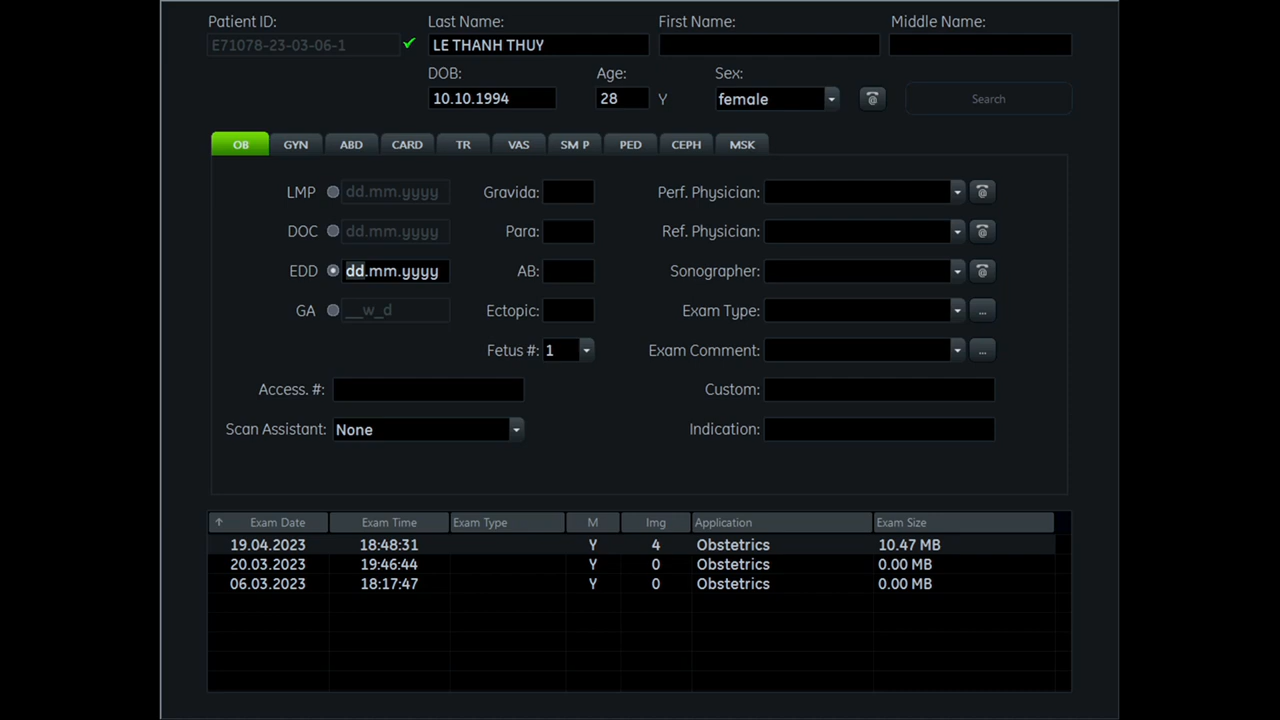 Patient ID: Last Name: First Name: Middle Name:
E71078-23-03-06-1 LE THANH THUY
DOB: Age: Sex:
10.10.1994 28 Y female Search
OB GYN ABD CARD TR VAS SM P PED CEPH MSK
LMP dd.mm.yyyy Gravida: Perf. Physician:
DOC dd.mm.yyyy Para: Ref. Physician:
EDD dd.mm.yyyy AB: Sonographer:
GA __w_d Ectopic: Exam Type: ...
Fetus #: 1 Exam Comment: ...
Access. #: Custom:
Scan Assistant: None Indication:
Exam Date Exam Time Exam Type M Img Application Exam Size
19.04.2023 18:48:31 Y 4 Obstetrics 10.47 MB
20.03.2023 19:46:44 Y 0 Obstetrics 0.00 MB
06.03.2023 18:17:47 Y 0 Obstetrics 0.00 MB